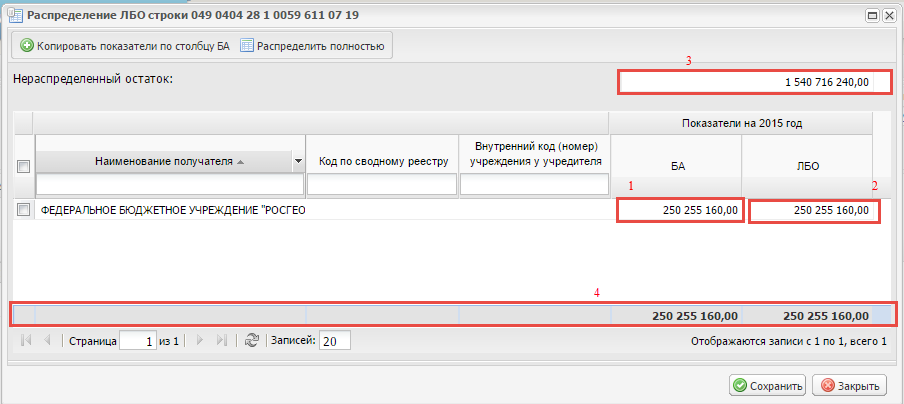 Распределение ЛБО строки 049 0404 28 1 0059 611 07 19
Копировать показатели по столбцу БА Распределить полностью
3
Нераспределенный остаток: 1 540 716 240,00
Показатели на 2015 год
Наименование получателя Код по сводному реестру Внутренний код (номер) учреждения у учредителя БА ЛБО
1 2
ФЕДЕРАЛЬНОЕ БЮДЖЕТНОЕ УЧРЕЖДЕНИЕ "РОСГЕО 250 255 160,00 250 255 160,00
4
250 255 160,00 250 255 160,00
Страница 1 из 1 Записей: 20 Отображаются записи с 1 по 1, всего 1
Сохранить Закрыть